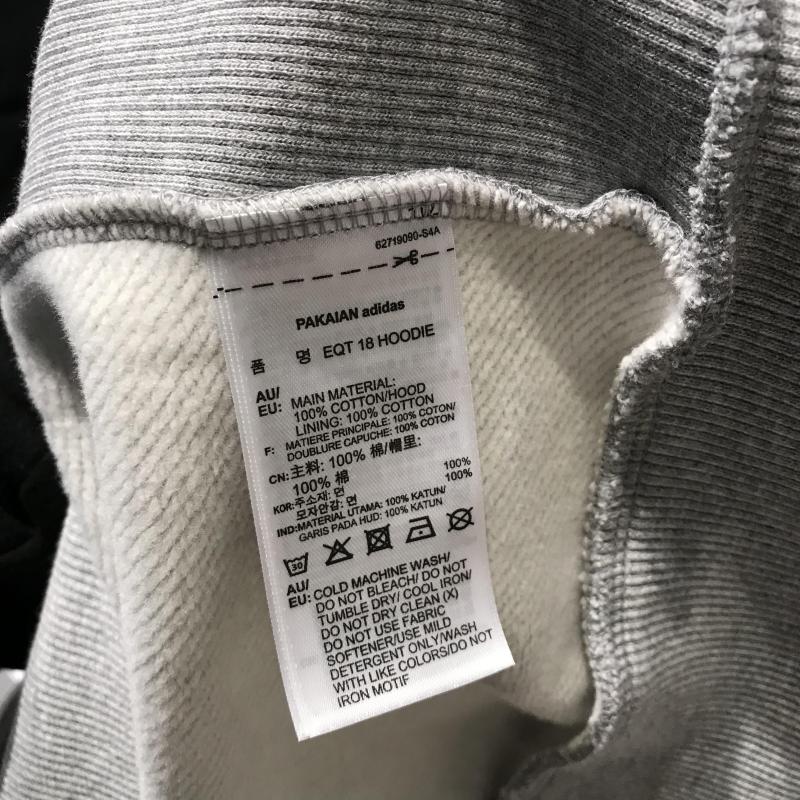 62719090-S4A
PAKAIAN adidas
품 명 EQT 18 HOODIE
AU/
EU: MAIN MATERIAL:
100% COTTON/HOOD
LINING: 100% COTTON
F: MATIERE PRINCIPALE: 100% COTON/
DOUBLURE CAPUCHE: 100% COTON
CN: 主料: 100% 棉/帽里:
100% 棉
KOR: 주소재: 면 100%
모자안감: 면 100%
IND: MATERIAL UTAMA: 100% KATUN/
GARIS PADA HUD: 100% KATUN
30
AU/
EU: COLD MACHINE WASH/
DO NOT BLEACH/ DO NOT
TUMBLE DRY/ COOL IRON/
DO NOT DRY CLEAN (X)
DO NOT USE FABRIC
SOFTENER/USE MILD
DETERGENT ONLY/WASH
WITH LIKE COLORS/DO NOT
IRON MOTIF